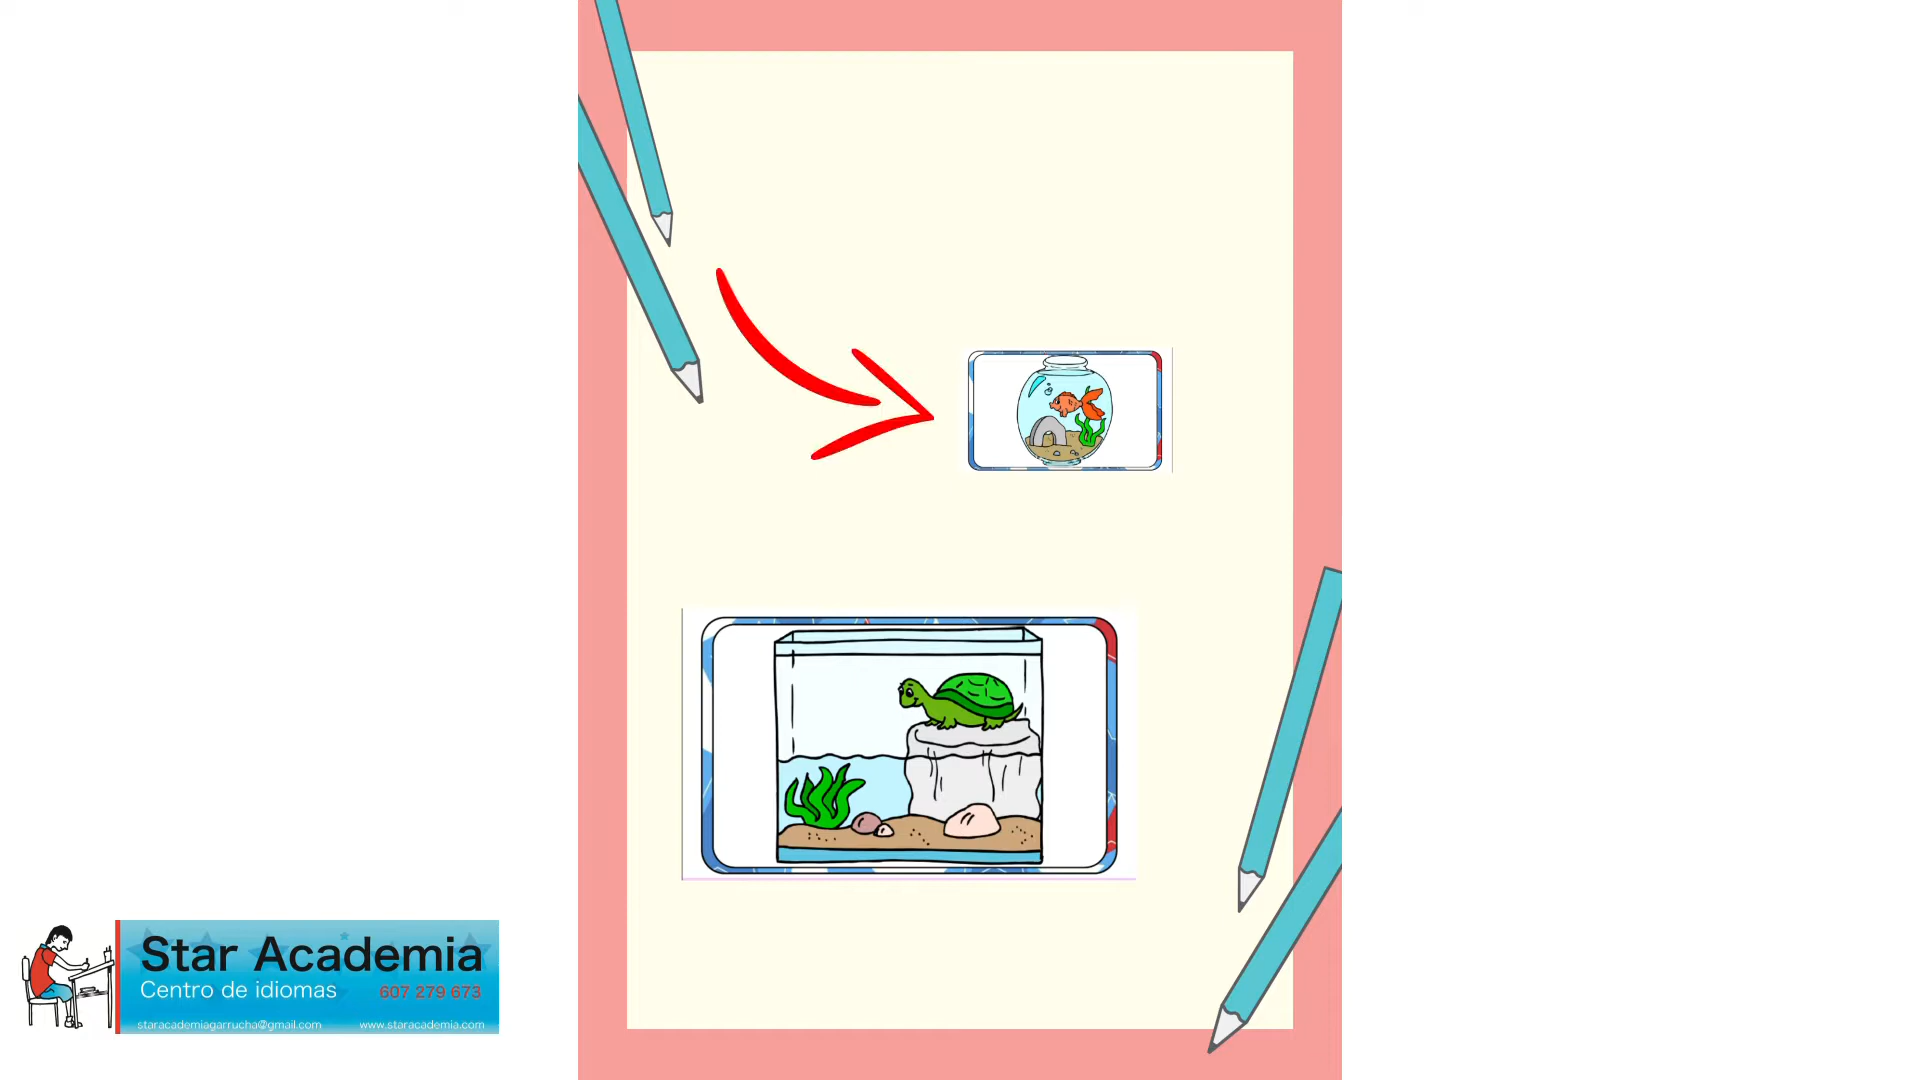 Star Academia
Centro de idiomas 607 279 673
staracademiagarrucha@gmail.com www.staracademia.com